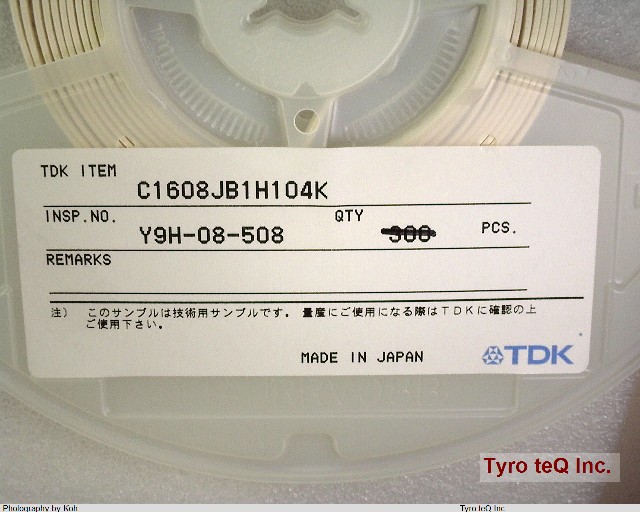 TDK ITEM
C1608JB1H104K
INSP.NO.
QTY
Y9H-08-508
300
PCS.
REMARKS
注) このサンプルは技術用サンプルです。 量産にご使用になる際はTDKに確認の上
ご使用下さい。
MADE IN JAPAN
TDK
Tyro teQ Inc.
Photography by Koh
Tyro teQ Inc